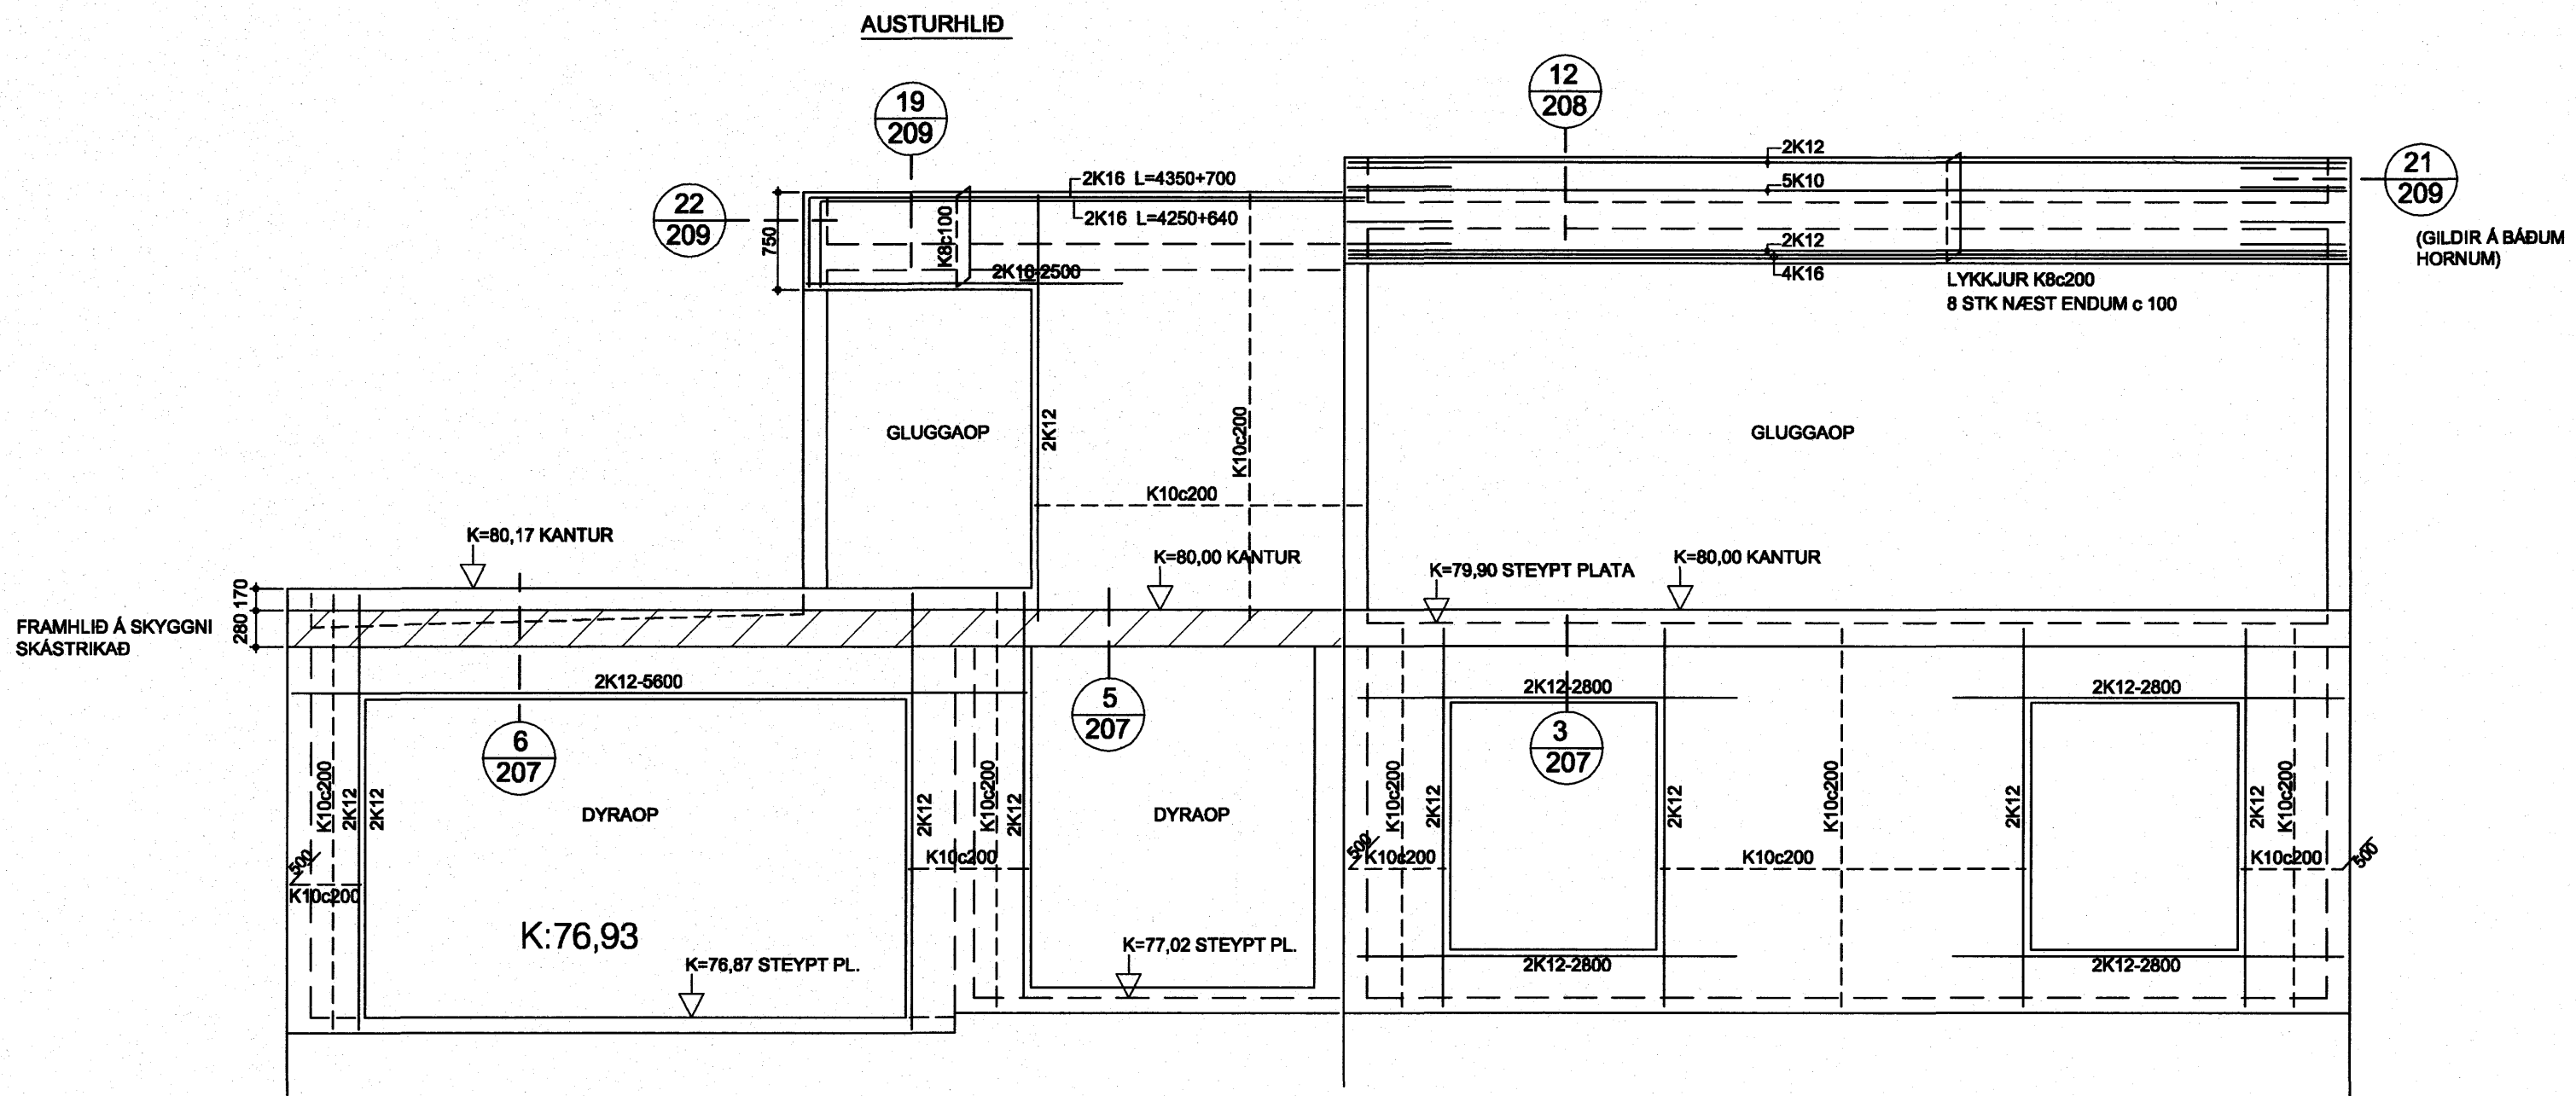 AUSTURHLIÐ
19
209
12
208
22
209
21
209
(GILDIR Á BÁÐUM
HORNUM)
2K12
5K10
2K12
4K16
2K16 L=4350+700
2K16 L=4250+640
750
K8c100
2K16-2500
LYKKJUR K8c200
8 STK NÆST ENDUM c 100
GLUGGAOP
2K12
K10c200
K10c200
GLUGGAOP
K=80,17 KANTUR
K=80,00 KANTUR
K=79,90 STEYPT PLATA
K=80,00 KANTUR
170
280
FRAMHLIÐ Á SKYGGNI
SKÁSTRIKAÐ
2K12-5600
2K12-2800
2K12-2800
6
207
5
207
3
207
K10c200
2K12
2K12
DYRAOP
2K12
K10c200
2K12
DYRAOP
K10c200
2K12
2K12
K10c200
2K12
2K12
K10c200
500
K10c200
K10c200
500
K10c200
K10c200
K10c200
500
K:76,93
K=76,87 STEYPT PL.
K=77,02 STEYPT PL.
2K12-2800
2K12-2800